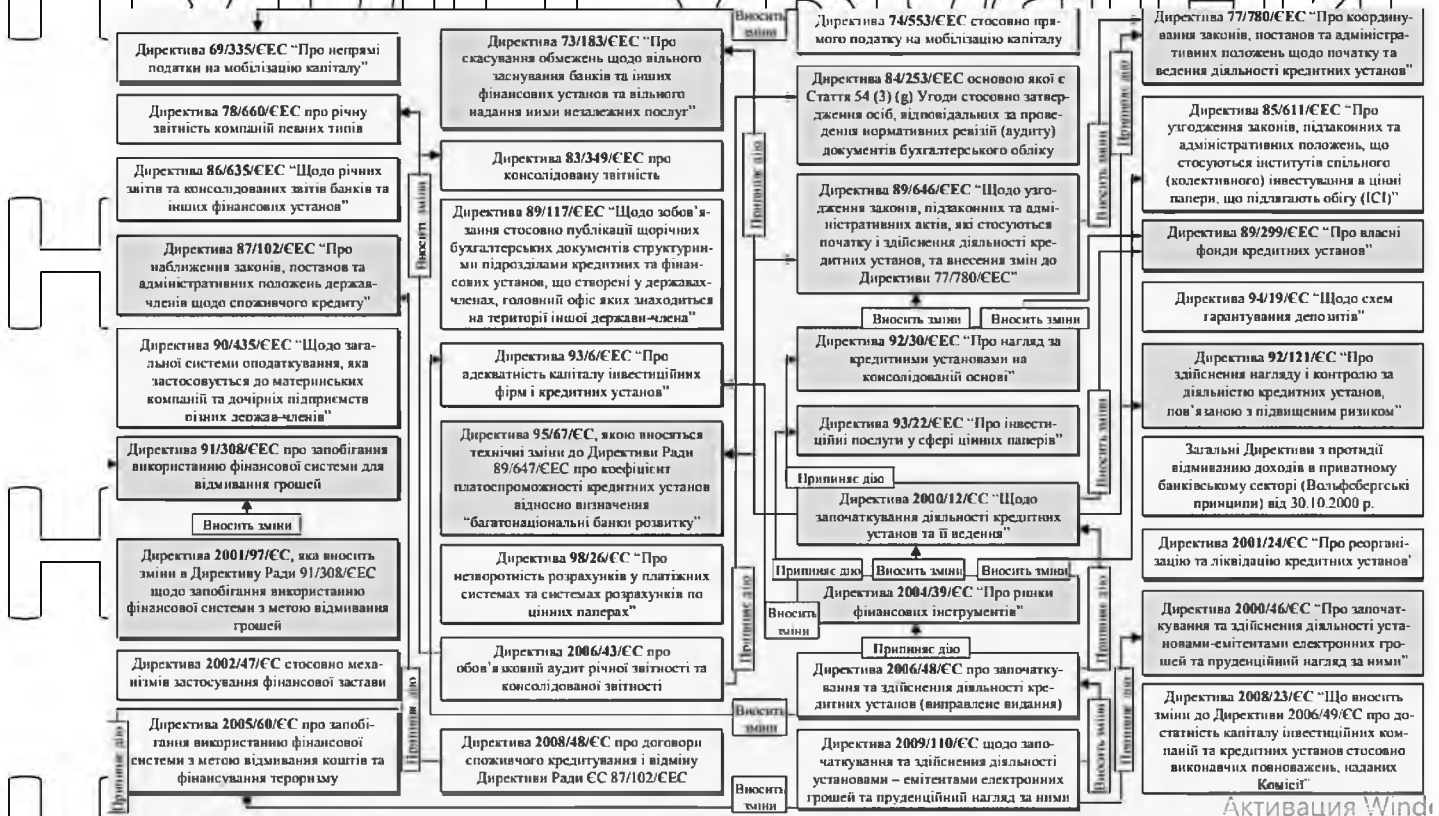 Директива 69/335/ЄЕС “Про непрямі
податки на мобілізацію капіталу”
Директива 78/660/ЄЕС про річну
звітність компаній певних типів
Директива 86/635/ЄЕС “Щодо річних
звітів та консолідованих звітів банків та
інших фінансових установ”
Директива 87/102/ЄЕС “Про
наближення законів, постанов та
адміністративних положень держав-
членів щодо споживчого кредиту”
Директива 90/435/ЄЕС “Щодо зага-
льної системи оподаткування, яка
застосовується до материнських
компаній та дочірніх підприємств
різних держав-членів”
Директива 91/308/ЄЕС про запобігання
використанню фінансової системи для
відмивання грошей
Вносить зміни
Директива 2001/97/ЄС, яка вносить
зміни в Директиву Ради 91/308/ЄЕС
щодо запобігання використанню
фінансової системи з метою відмивання
грошей
Директива 2002/47/ЄС стосовно меха-
нізмів застосування фінансової застави
Директива 2005/60/ЄС про запобі-
гання використанню фінансової
системи з метою відмивання коштів та
фінансування тероризму
Припиняє дію
Вносить зміни
Припиняє дію
Директива 73/183/ЄЕС “Про
скасування обмежень щодо вільного
заснування банків та інших
фінансових установ та вільного
надання ними незалежних послуг”
Директива 83/349/ЄЕС про
консолідовану звітність
Директива 89/117/ЄЕС “Щодо зобов’я-
зання стосовно публікації щорічних
бухгалтерських документів структурни-
ми підрозділами кредитних та фінан-
сових установ, що створені у державах-
членах, головний офіс яких знаходиться
на території іншої держави-члена”
Директива 93/6/ЄЕС “Про
адекватність капіталу інвестиційних
фірм і кредитних установ”
Директива 95/67/ЄС, якою вносяться
технічні зміни до Директиви Ради
89/647/ЄЕС про коефіцієнт
платоспроможності кредитних установ
відносно визначення
“багатонаціональні банки розвитку”
Директива 98/26/ЄС “Про
незворотність розрахунків у платіжних
системах та системах розрахунків по
цінних паперах”
Директива 2006/43/ЄС про
обов’язковий аудит річної звітності та
консолідованої звітності
Директива 2008/48/ЄС про договори
споживчого кредитування і відміну
Директиви Ради ЄС 87/102/ЄЕС
Вносить
зміни
Припиняє дію
Припиняє дію
Вносить
зміни
Вносить
зміни
Вносить
зміни
Директива 74/553/ЄЕС стосовно пря-
мого податку на мобілізацію капіталу
Директива 84/253/ЄЕС основою якої є
Стаття 54 (3) (g) Угоди стосовно затвер-
дження осіб, відповідальних за прове-
дення нормативних ревізій (аудиту)
документів бухгалтерського обліку
Директива 89/646/ЄЕС “Щодо узго-
дження законів, підзаконних та адмі-
ністративних актів, які стосуються
початку і здійснення діяльності кре-
дитних установ, та внесення змін до
Директиви 77/780/ЄЕС”
Вносить зміни
Вносить зміни
Директива 92/30/ЄЕС “Про нагляд за
кредитними установами на
консолідованій основі”
Директива 93/22/ЄЕС “Про інвести-
ційні послуги у сфері цінних паперів”
Припиняє дію
Директива 2000/12/ЄС “Щодо
започаткування діяльності кредитних
установ та її ведення”
Припиняє дію
Вносить зміни
Вносить зміни
Директива 2004/39/ЄС “Про ринки
фінансових інструментів”
Припиняє дію
Директива 2006/48/ЄС про започатку-
вання та здійснення діяльності кре-
дитних установ (виправлене видання)
Директива 2009/110/ЄС щодо запо-
чаткування та здійснення діяльності
установами – емітентами електронних
грошей та пруденційний нагляд за ними
Вносить зміни
Припиняє дію
Вносить зміни
Припиняє дію
Вносить зміни
Припиняє дію
Директива 77/780/ЄЕС “Про координу-
вання законів, постанов та адміністра-
тивних положень щодо початку та
ведення діяльності кредитних установ”
Директива 85/611/ЄЕС “Про
узгодження законів, підзаконних та
адміністративних положень, що
стосуються інститутів спільного
(колективного) інвестування в цінні
папери, що підлягають обігу (ІСІ)
Директива 89/299/ЄЕС “Про власні
фонди кредитних установ”
Директива 94/19/ЄС “Щодо схем
гарантування депозитів”
Директива 92/121/ЄС “Про
здійснення нагляду і контролю за
діяльністю кредитних установ,
пов’язаною з підвищеним ризиком”
Загальні Директиви з протидії
відмиванню доходів в приватному
банківському секторі (Вольфсбергські
принципи) від 30.10.2000 р.
Директива 2001/24/ЄС “Про реоргані-
зацію та ліквідацію кредитних установ’
Директива 2000/46/ЄС “Про започат-
кування та здійснення діяльності уста-
новами-емітентами електронних гро-
шей та пруденційний нагляд за ними”
Директива 2008/23/ЄС “Що вносить
зміни до Директиви 2006/49/ЄС про до-
статність капіталу інвестиційних ком-
паній та кредитних установ стосовно
виконавчих повноважень, наданих
Комісії”
Активация Wind